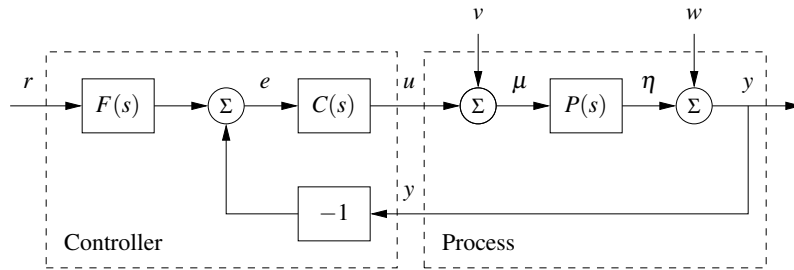 v w
r F(s) Σ e C(s) u Σ μ P(s) η Σ y
−1 y
Controller Process